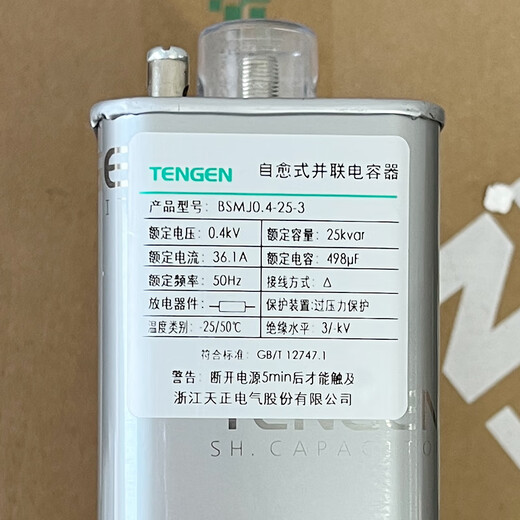 TENGEN 自愈式并联电容器
产品型号: BSMJ0.4-25-3
额定电压: 0.4kV 额定容量: 25kvar
额定电流: 36.1A 额定电容: 498μF
额定频率: 50Hz 接线方式: △
放电器件: 保护装置:过压力保护
温度类别: -25/50℃ 绝缘水平: 3/-kV
符合标准: GB/T 12747.1
警告: 断开电源5min后才能触及
浙江天正电气股份有限公司
TENGEN
SH. CAPACITO